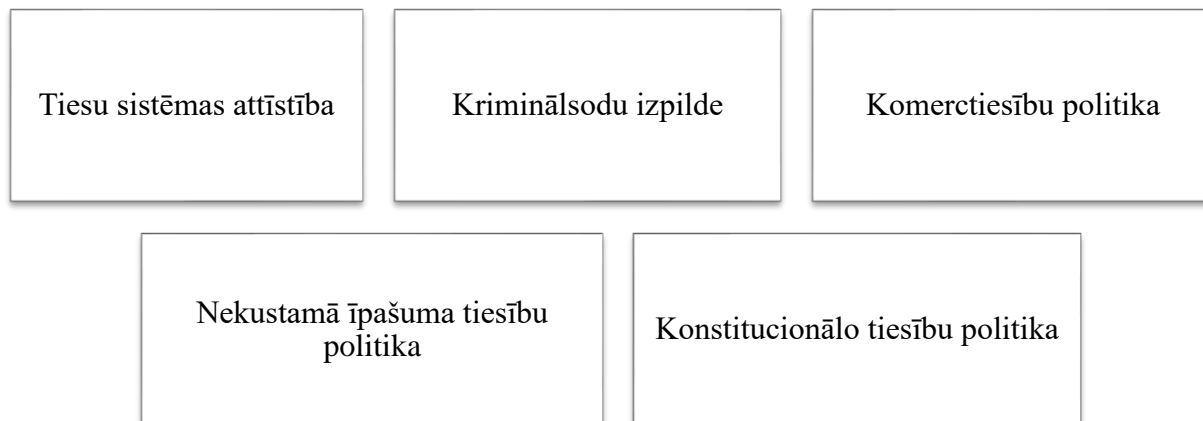 Tiesu sistēmas attīstība
Kriminālsodu izpilde
Komerctiesību politika
Nekustamā īpašuma tiesību
politika
Konstitucionālo tiesību politika